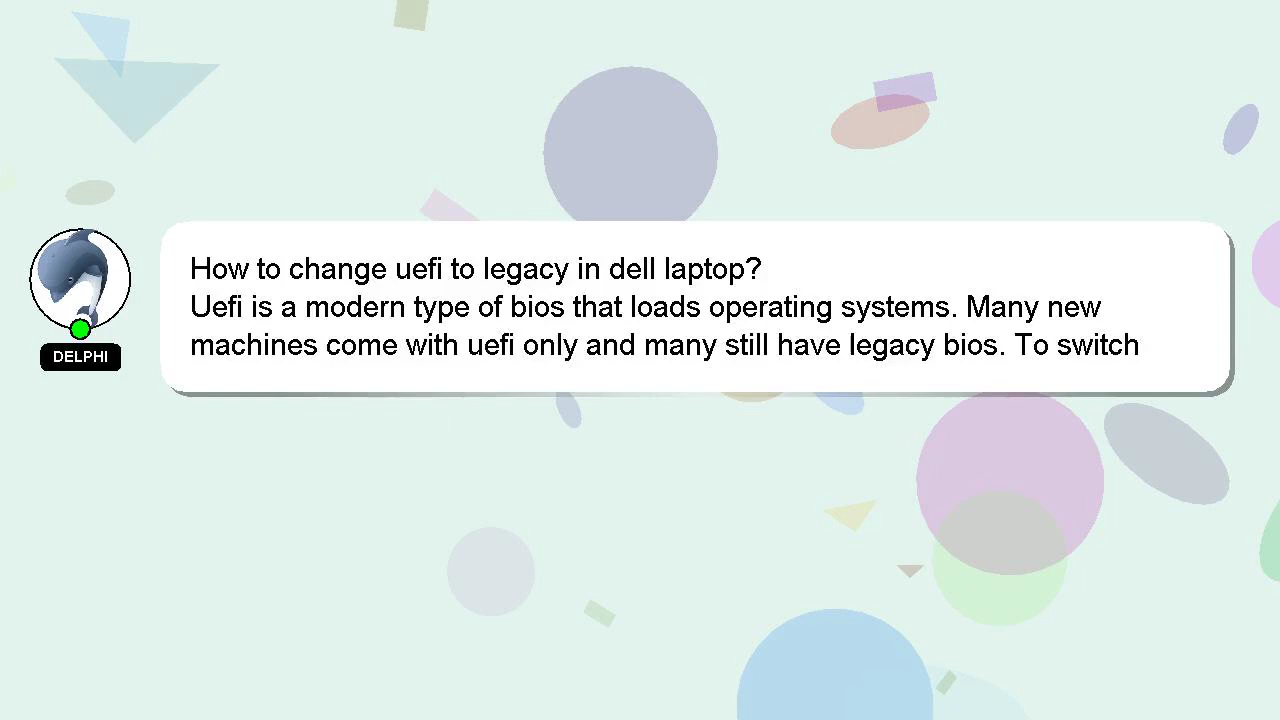 How to change uefi to legacy in dell laptop?
Uefi is a modern type of bios that loads operating systems. Many new
machines come with uefi only and many still have legacy bios. To switch
DELPHI